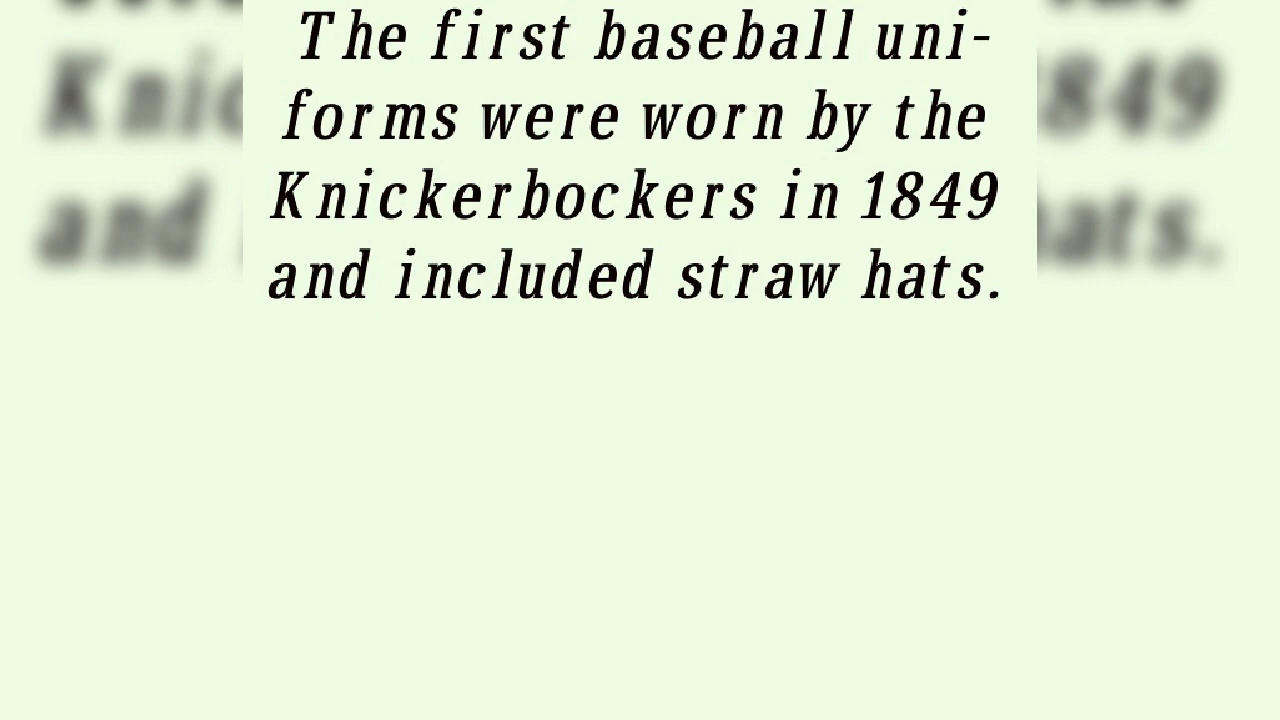 The first baseball uni-
forms were worn by the
Knickerbockers in 1849
and included straw hats.